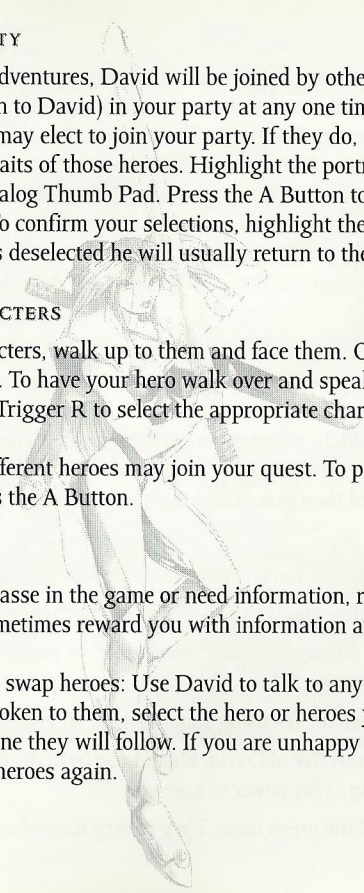 TY
dventures, David will be joined by othe
n to David) in your party at any one tin
may elect to join your party. If they do,
aits of those heroes. Highlight the portr
alog Thumb Pad. Press the A Button to
o confirm your selections, highlight the
s deselected he will usually return to the
CTERS
cters, walk up to them and face them. C
. To have your hero walk over and speal
Trigger R to select the appropriate char
fferent heroes may join your quest. To p
s the A Button.
asse in the game or need information, r
metimes reward you with information a
swap heroes: Use David to talk to any
oken to them, select the hero or heroes y
ne they will follow. If you are unhappy
heroes again.